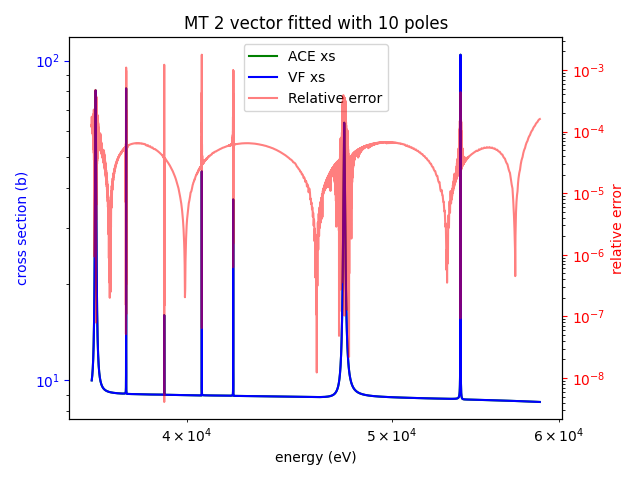 MT 2 vector fitted with 10 poles
ACE xs
VF xs
Relative error
10²
10¹
cross section (b)
10⁻³
10⁻⁴
10⁻⁵
10⁻⁶
10⁻⁷
10⁻⁸
relative error
4 × 10⁴
5 × 10⁴
6 × 10⁴
energy (eV)